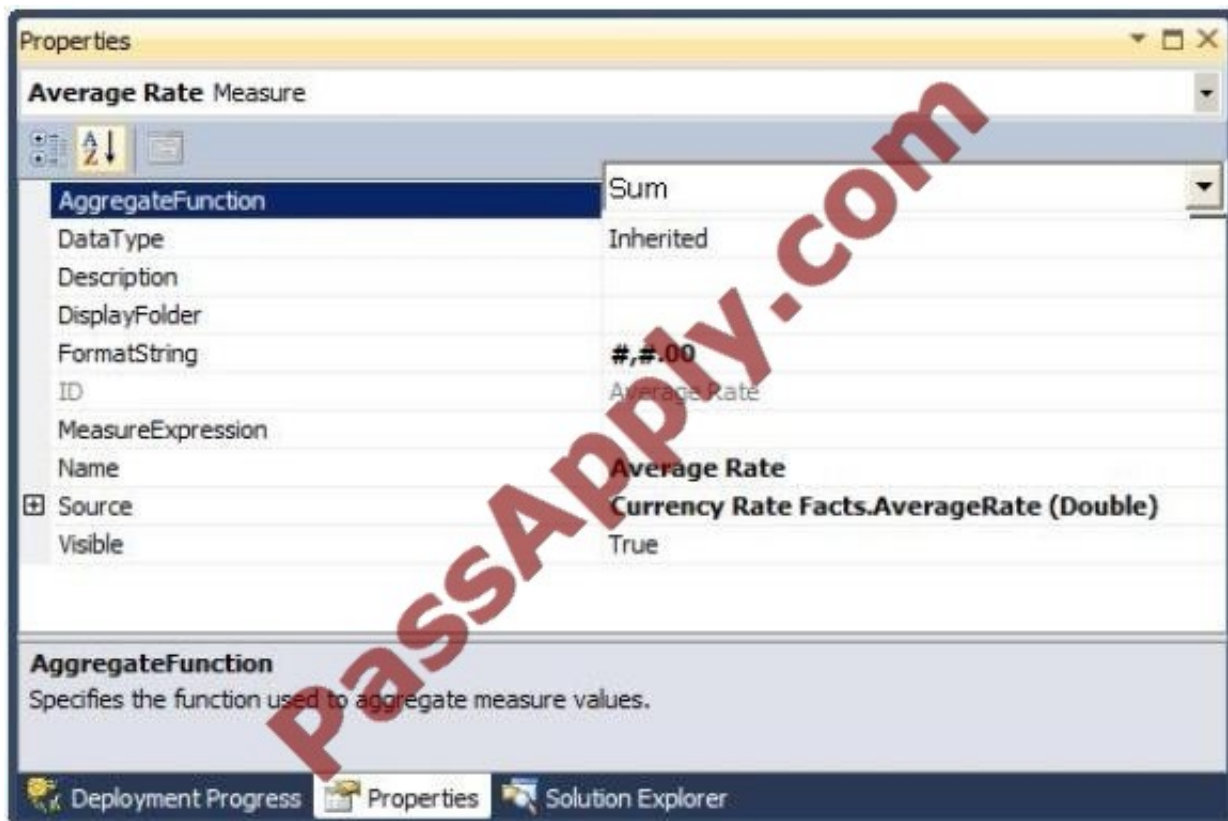 Properties
Average Rate Measure
AggregateFunction Sum
DataType Inherited
Description
DisplayFolder
FormatString #,#.00
ID Average Rate
MeasureExpression
Name Average Rate
Source Currency Rate Facts.AverageRate (Double)
Visible True
AggregateFunction
Specifies the function used to aggregate measure values.
Deployment Progress Properties Solution Explorer
PassApply.com